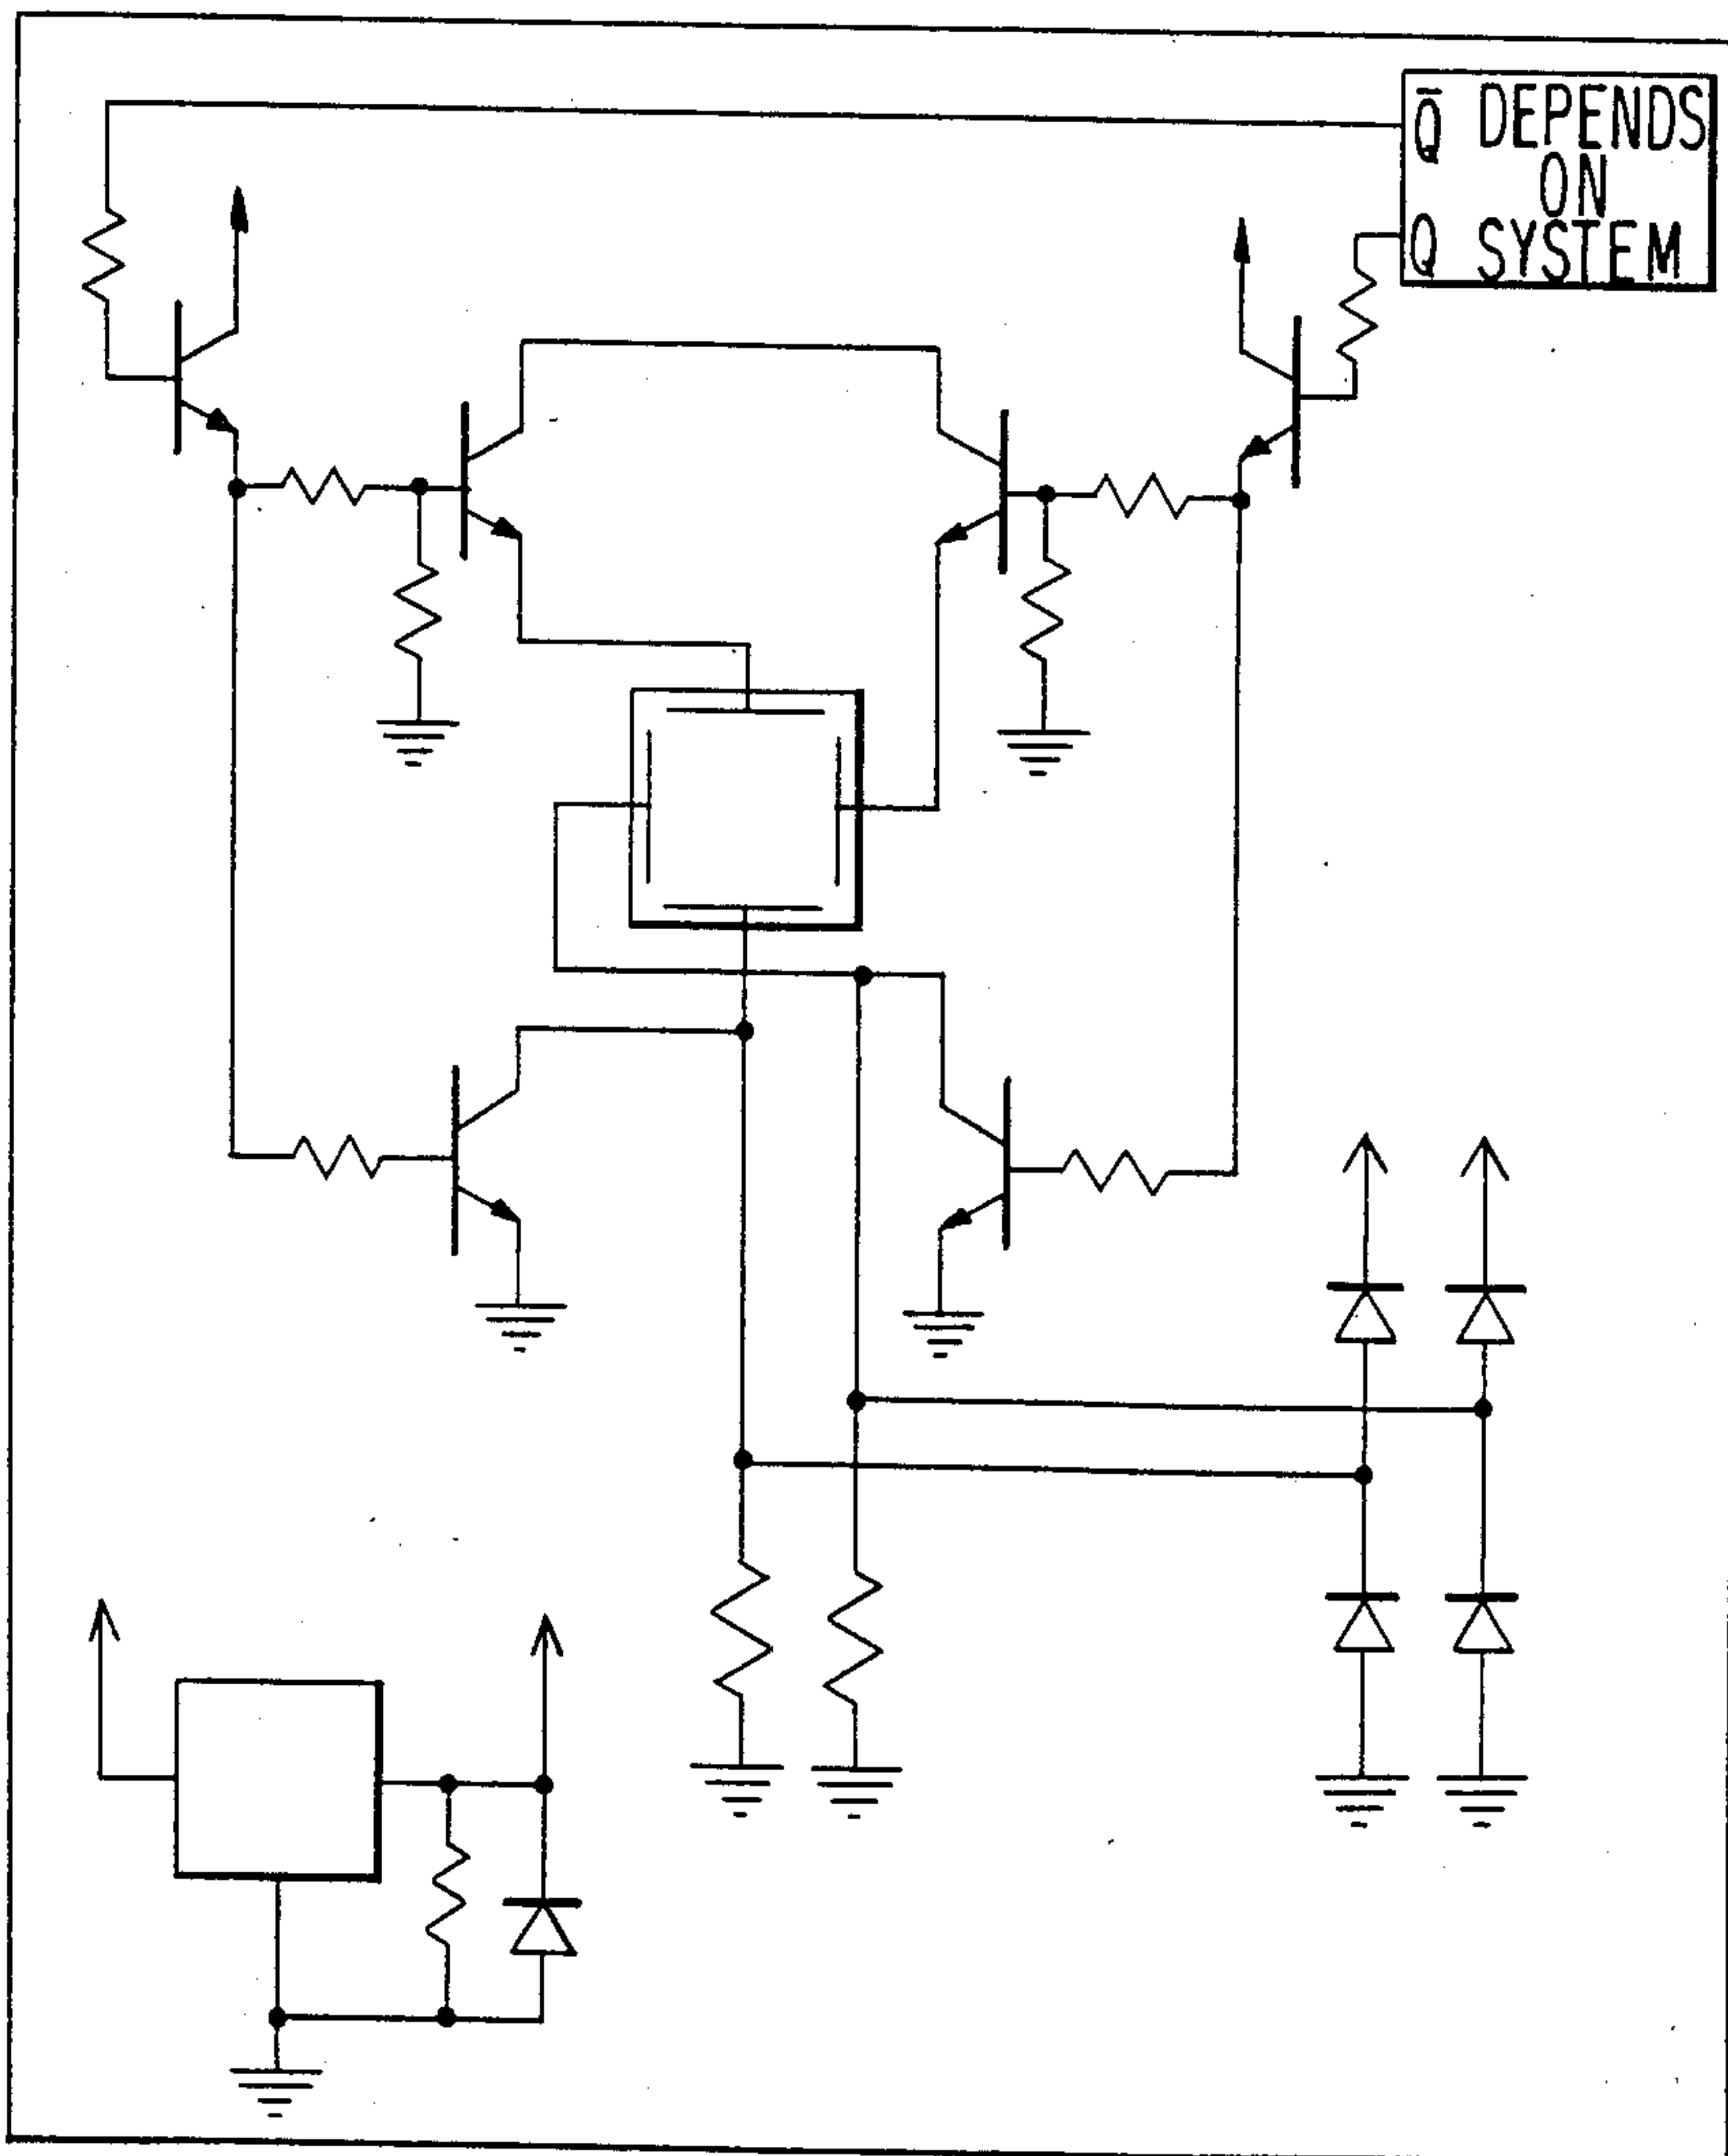 Q̄ DEPENDS
ON
Q SYSTEM